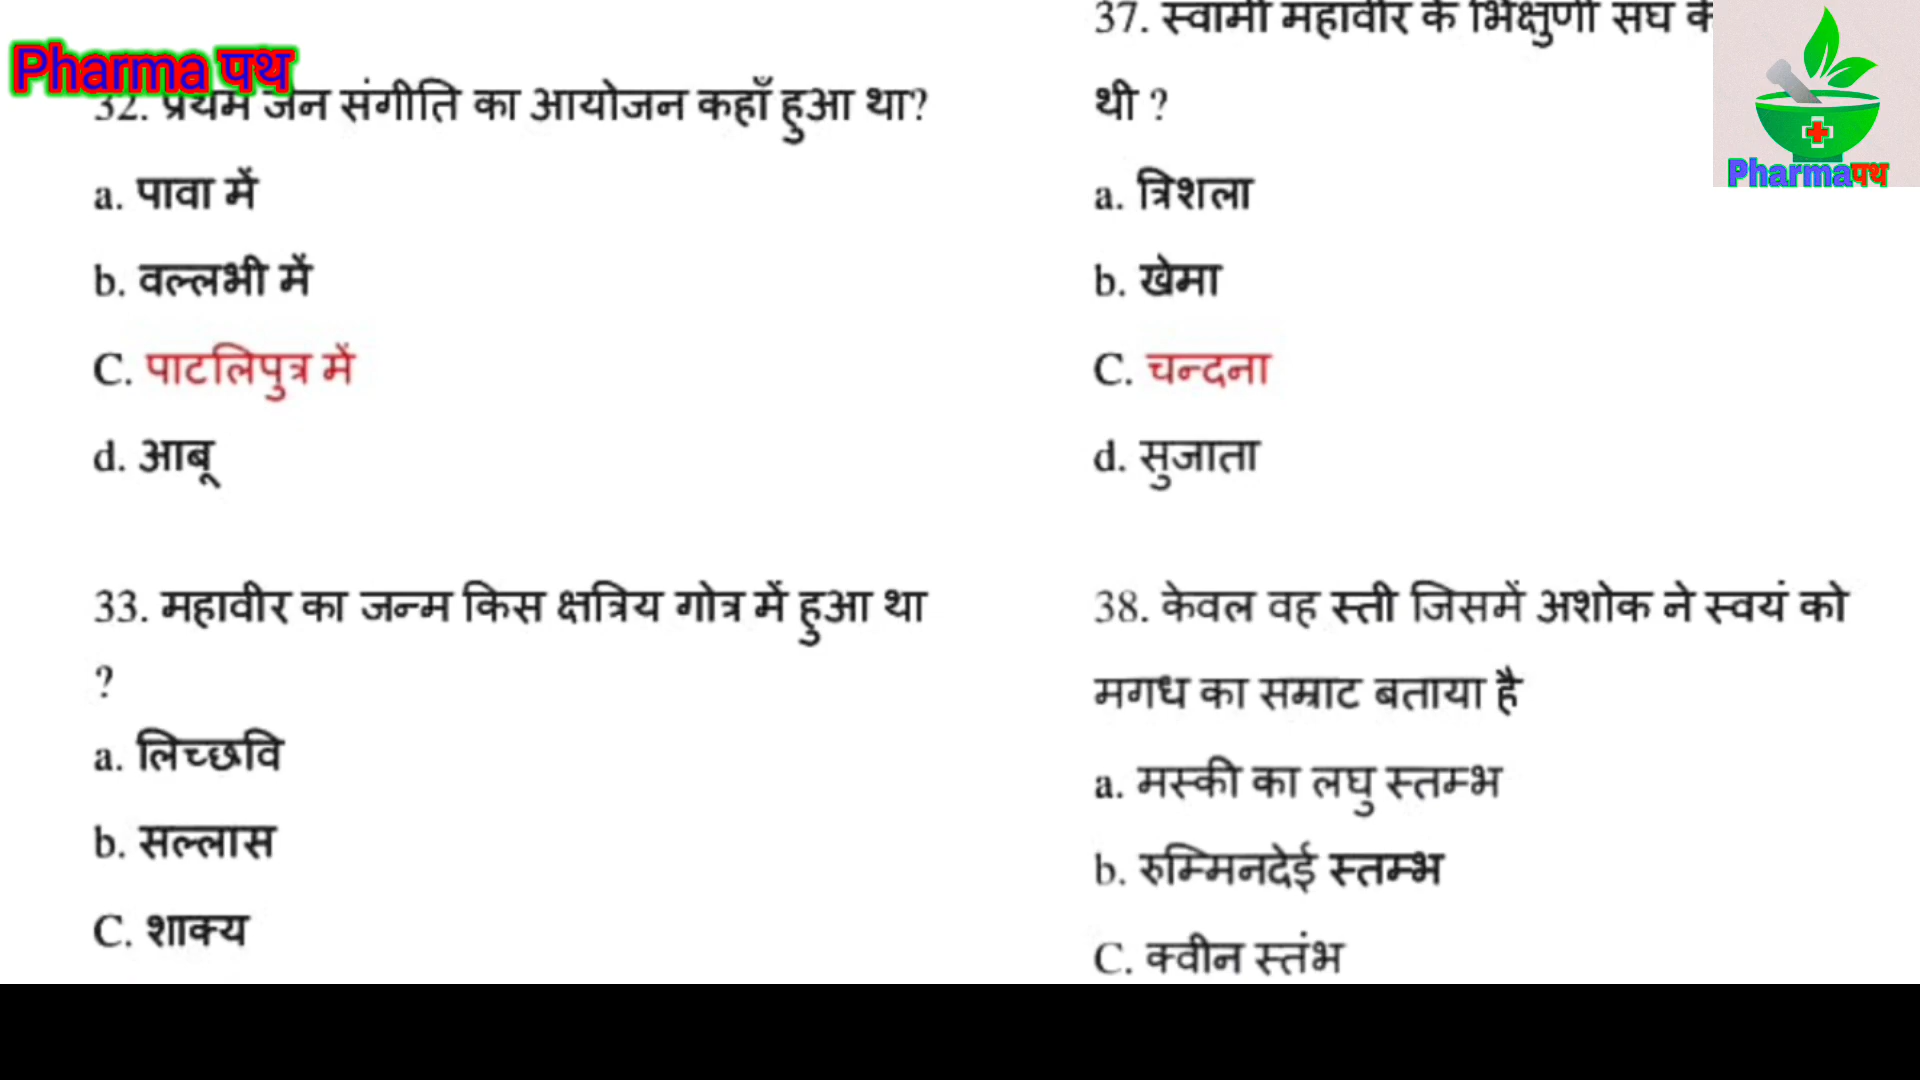 Pharma पथ
32. प्रथम जैन संगीति का आयोजन कहाँ हुआ था?
a. पावा में
b. वल्लभी में
C. पाटलिपुत्र में
d. आबू
33. महावीर का जन्म किस क्षत्रिय गोत्र में हुआ था
?
a. लिच्छवि
b. सल्लास
C. शाक्य
37. स्वामी महावीर के भिक्षुणी संघ
थी ?
a. त्रिशला
b. खेमा
C. चन्दना
d. सुजाता
38. केवल वह स्ती जिसमें अशोक ने स्वयं को
मगध का सम्राट बताया है
a. मस्की का लघु स्तम्भ
b. रुम्मिनदेई स्तम्भ
C. क्वीन स्तंभ
Pharmaपथ